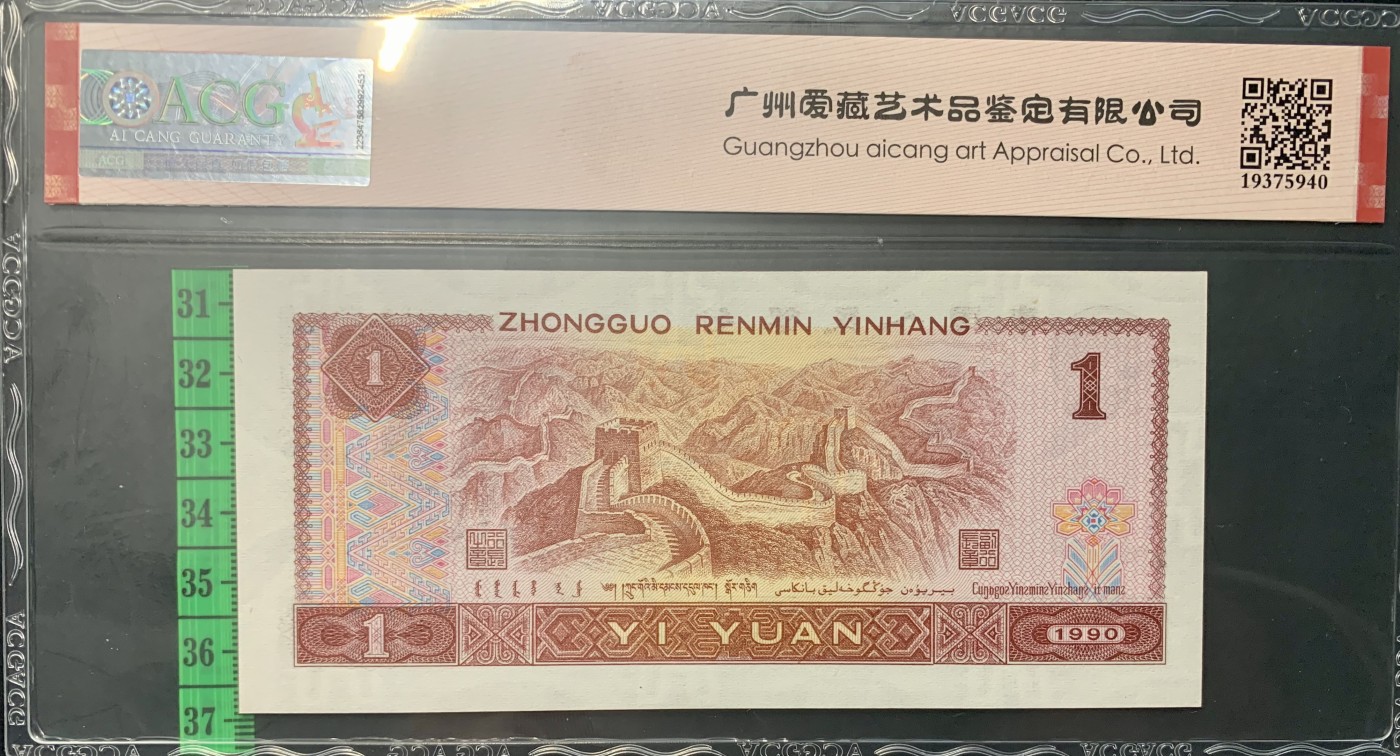 ACG
AI CANG GUARANTY
ACG
广州爱藏艺术品鉴定有限公司
Guangzhou aicang art Appraisal Co., Ltd.
19375940
31
32
33
34
35
36
37
ZHONGGUO RENMIN YINHANG
1
1
YI YUAN
1
1990